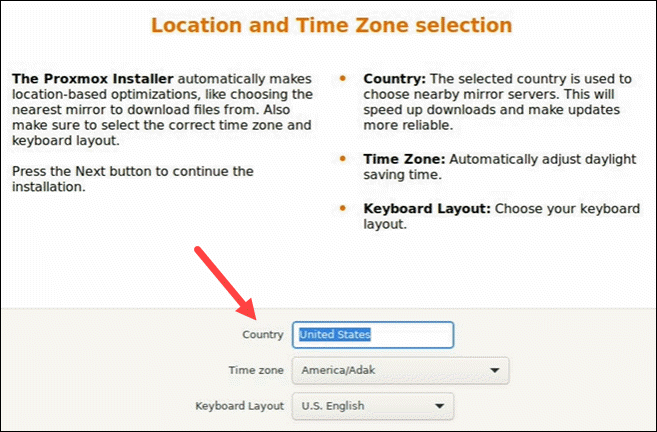 Location and Time Zone selection
The Proxmox Installer automatically makes
location-based optimizations, like choosing the
nearest mirror to download files from. Also
make sure to select the correct time zone and
keyboard layout.
Press the Next button to continue the
installation.
• Country: The selected country is used to
choose nearby mirror servers. This will
speed up downloads and make updates
more reliable.
• Time Zone: Automatically adjust daylight
saving time.
• Keyboard Layout: Choose your keyboard
layout.
Country United States
Time zone America/Adak
Keyboard Layout U.S. English